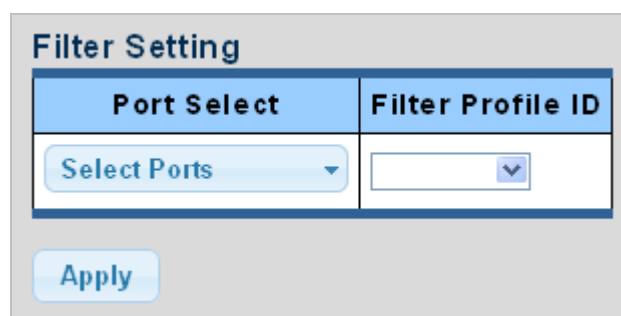 Filter Setting
Port Select Filter Profile ID
Select Ports
Apply